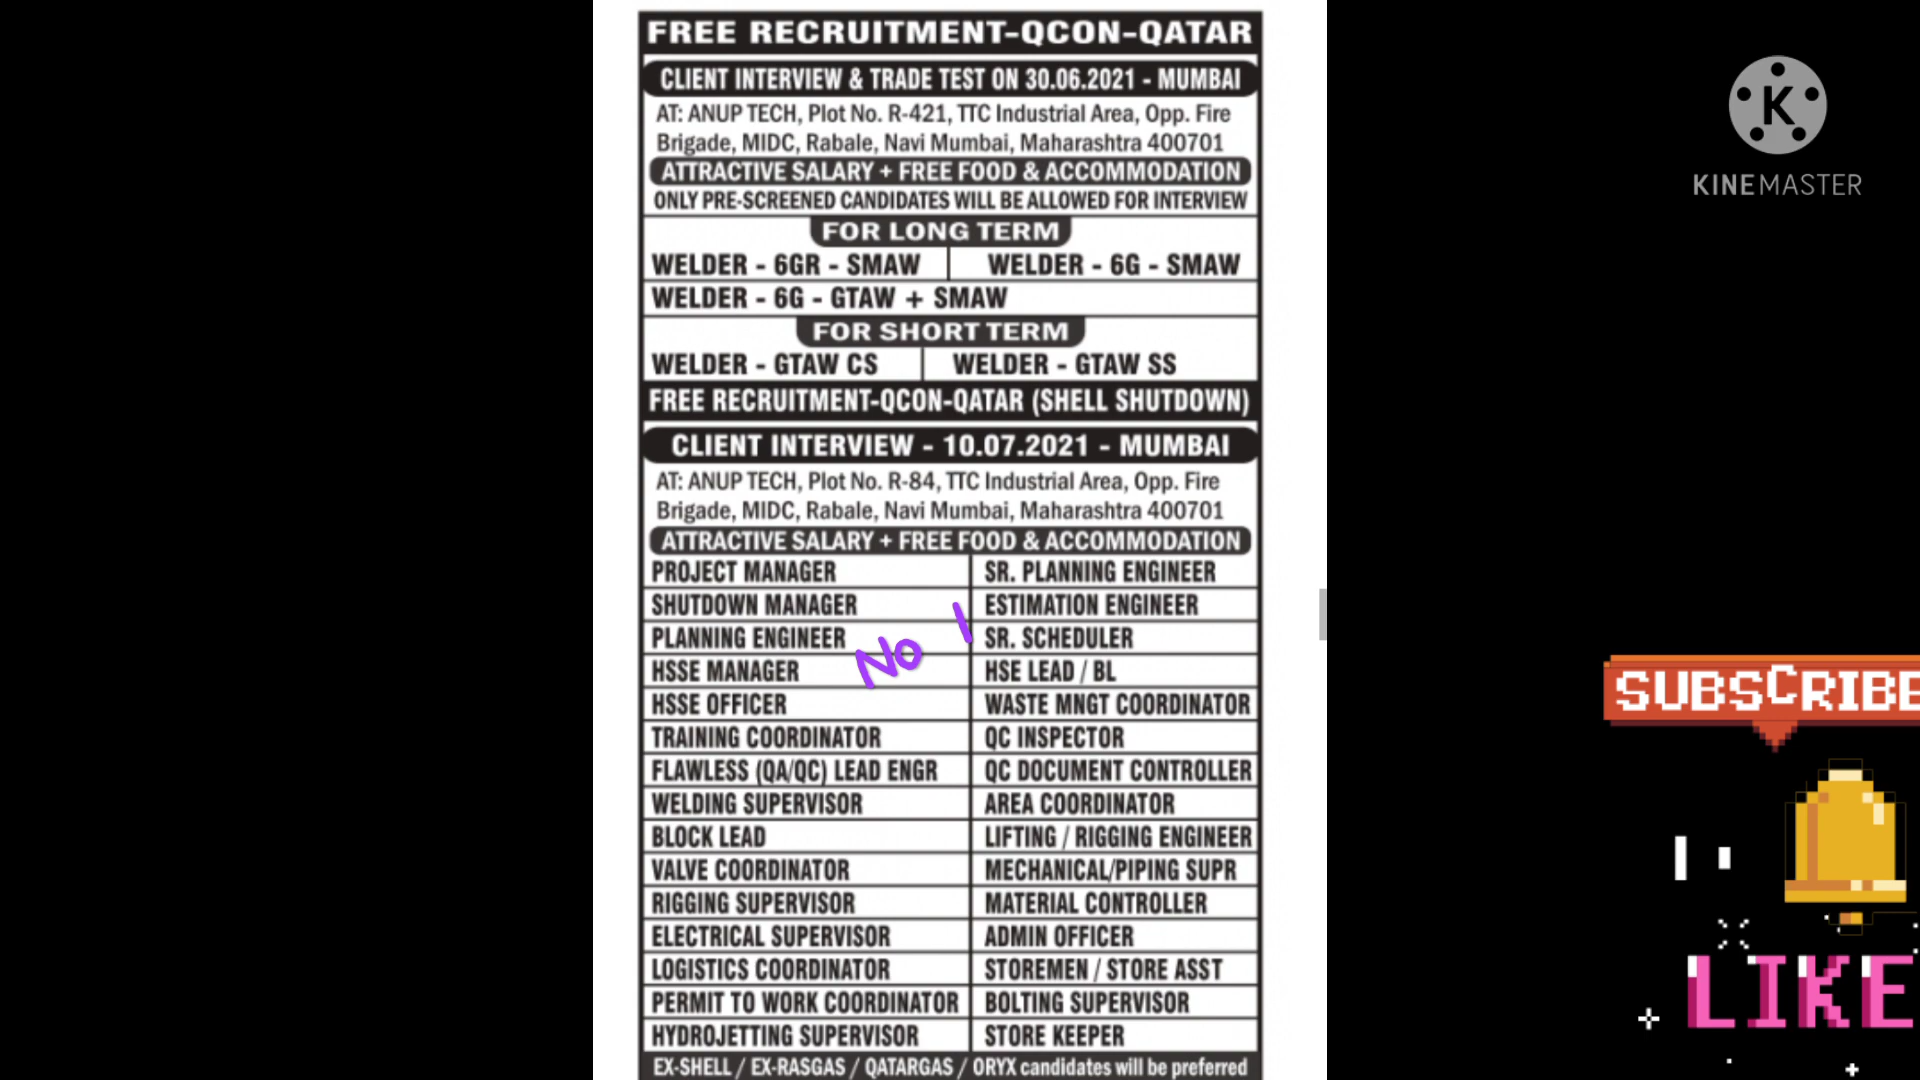 FREE RECRUITMENT-QCON-QATAR
CLIENT INTERVIEW & TRADE TEST ON 30.06.2021 - MUMBAI
AT: ANUP TECH, Plot No. R-421, TTC Industrial Area, Opp. Fire
Brigade, MIDC, Rabale, Navi Mumbai, Maharashtra 400701
ATTRACTIVE SALARY + FREE FOOD & ACCOMMODATION
ONLY PRE-SCREENED CANDIDATES WILL BE ALLOWED FOR INTERVIEW
FOR LONG TERM
WELDER - 6GR - SMAW WELDER - 6G - SMAW
WELDER - 6G - GTAW + SMAW
FOR SHORT TERM
WELDER - GTAW CS WELDER - GTAW SS
FREE RECRUITMENT-QCON-QATAR (SHELL SHUTDOWN)
CLIENT INTERVIEW - 10.07.2021 - MUMBAI
AT: ANUP TECH, Plot No. R-84, TTC Industrial Area, Opp. Fire
Brigade, MIDC, Rabale, Navi Mumbai, Maharashtra 400701
ATTRACTIVE SALARY + FREE FOOD & ACCOMMODATION
PROJECT MANAGER SR. PLANNING ENGINEER
SHUTDOWN MANAGER ESTIMATION ENGINEER
PLANNING ENGINEER SR. SCHEDULER
No 1
HSSE MANAGER HSE LEAD / BL
HSSE OFFICER WASTE MNGT COORDINATOR
TRAINING COORDINATOR QC INSPECTOR
FLAWLESS (QA/QC) LEAD ENGR QC DOCUMENT CONTROLLER
WELDING SUPERVISOR AREA COORDINATOR
BLOCK LEAD LIFTING / RIGGING ENGINEER
VALVE COORDINATOR MECHANICAL/PIPING SUPR
RIGGING SUPERVISOR MATERIAL CONTROLLER
ELECTRICAL SUPERVISOR ADMIN OFFICER
LOGISTICS COORDINATOR STOREMEN / STORE ASST
PERMIT TO WORK COORDINATOR BOLTING SUPERVISOR
HYDROJETTING SUPERVISOR STORE KEEPER
EX-SHELL / EX-RASGAS / QATARGAS / ORYX candidates will be preferred
K
KINEMASTER
SUBSCRIBE
LIKE